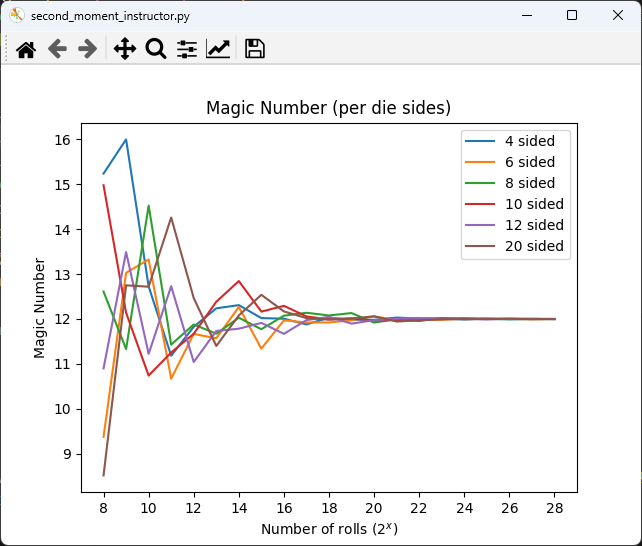 second_moment_instructor.py
Magic Number (per die sides)
16
15
14
13
12
11
10
9
Magic Number
4 sided
6 sided
8 sided
10 sided
12 sided
20 sided
8 10 12 14 16 18 20 22 24 26 28
Number of rolls (2^x)